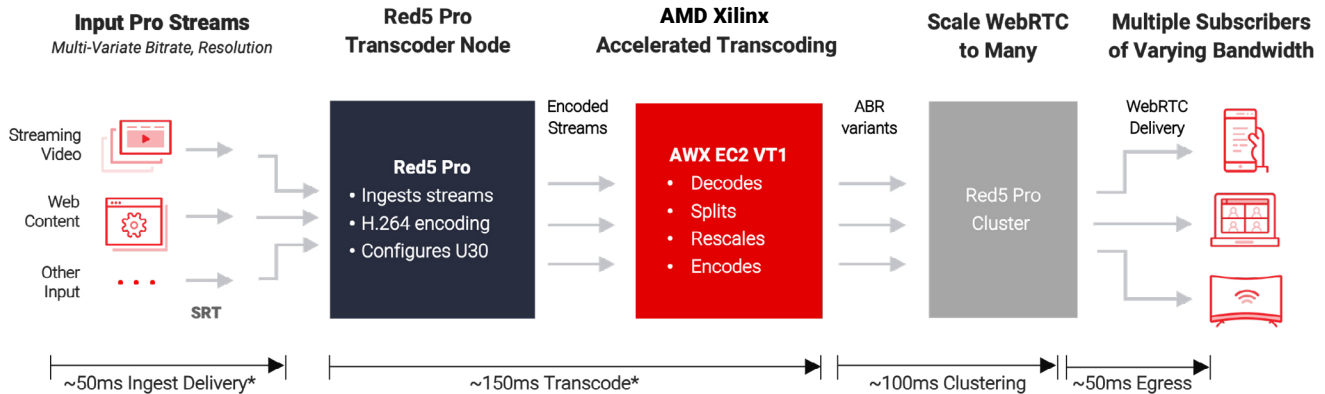 Input Pro Streams
Multi-Variate Bitrate, Resolution
Red5 Pro
Transcoder Node
AMD Xilinx
Accelerated Transcoding
Scale WebRTC
to Many
Multiple Subscribers
of Varying Bandwidth
Streaming
Video
Web
Content
Other
Input
SRT
Red5 Pro
• Ingests streams
• H.264 encoding
• Configures U30
Encoded
Streams
AWX EC2 VT1
• Decodes
• Splits
• Rescales
• Encodes
ABR
variants
Red5 Pro
Cluster
WebRTC
Delivery
~50ms Ingest Delivery*
~150ms Transcode*
~100ms Clustering
~50ms Egress